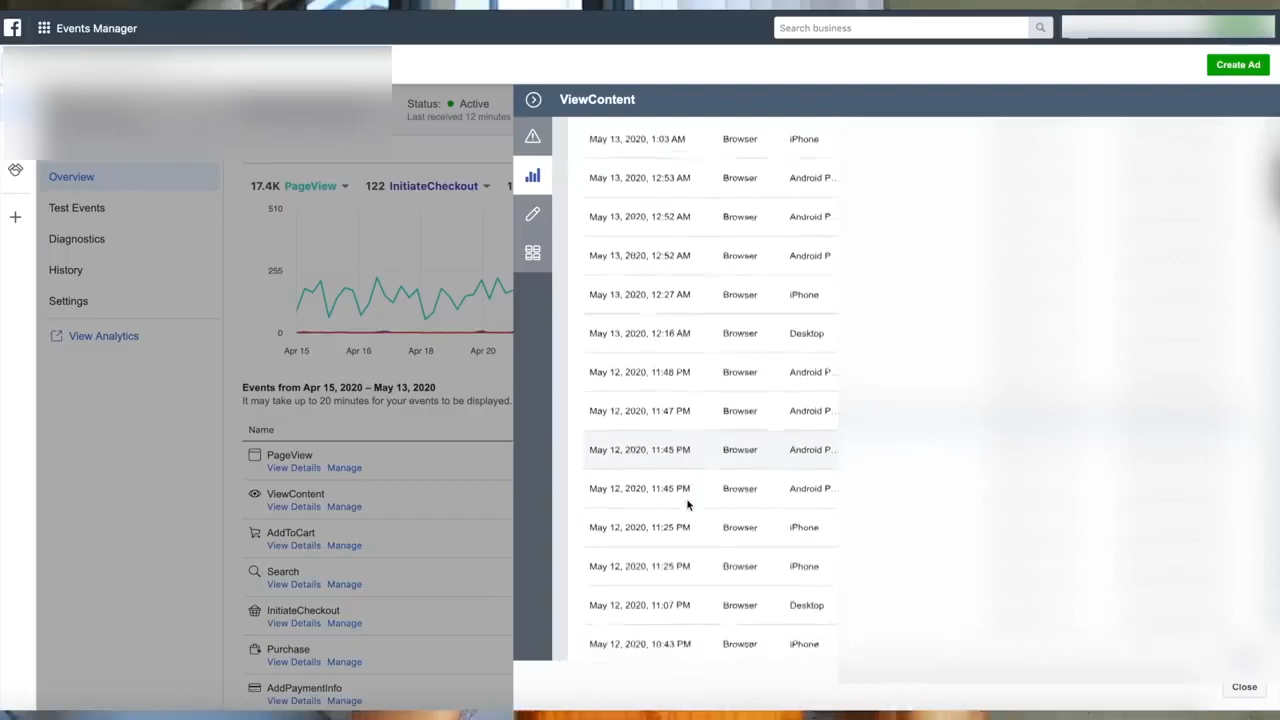 Events Manager
Search business
Create Ad
Status: Active
Last received 12 minutes
ViewContent
Overview
Test Events
Diagnostics
History
Settings
View Analytics
17.4K PageView 122 InitiateCheckout 1
510
255
0
Apr 15 Apr 16 Apr 18 Apr 20
Events from Apr 15, 2020 – May 13, 2020
It may take up to 20 minutes for your events to be displayed.
Name
PageView
View Details Manage
ViewContent
View Details Manage
AddToCart
View Details Manage
Search
View Details Manage
InitiateCheckout
View Details Manage
Purchase
View Details Manage
AddPaymentInfo
View Details Manage
May 13, 2020, 1:03 AM Browser iPhone
May 13, 2020, 12:53 AM Browser Android P...
May 13, 2020, 12:52 AM Browser Android P...
May 13, 2020, 12:52 AM Browser Android P
May 13, 2020, 12:27 AM Browser iPhone
May 13, 2020, 12:16 AM Browser Desktop
May 12, 2020, 11:48 PM Browser Android P...
May 12, 2020, 11:47 PM Browser Android P...
May 12, 2020, 11:45 PM Browser Android P...
May 12, 2020, 11:45 PM Browser Android P...
May 12, 2020, 11:25 PM Browser iPhone
May 12, 2020, 11:25 PM Browser iPhone
May 12, 2020, 11:07 PM Browser Desktop
May 12, 2020, 10:43 PM Browser iPhone
Close